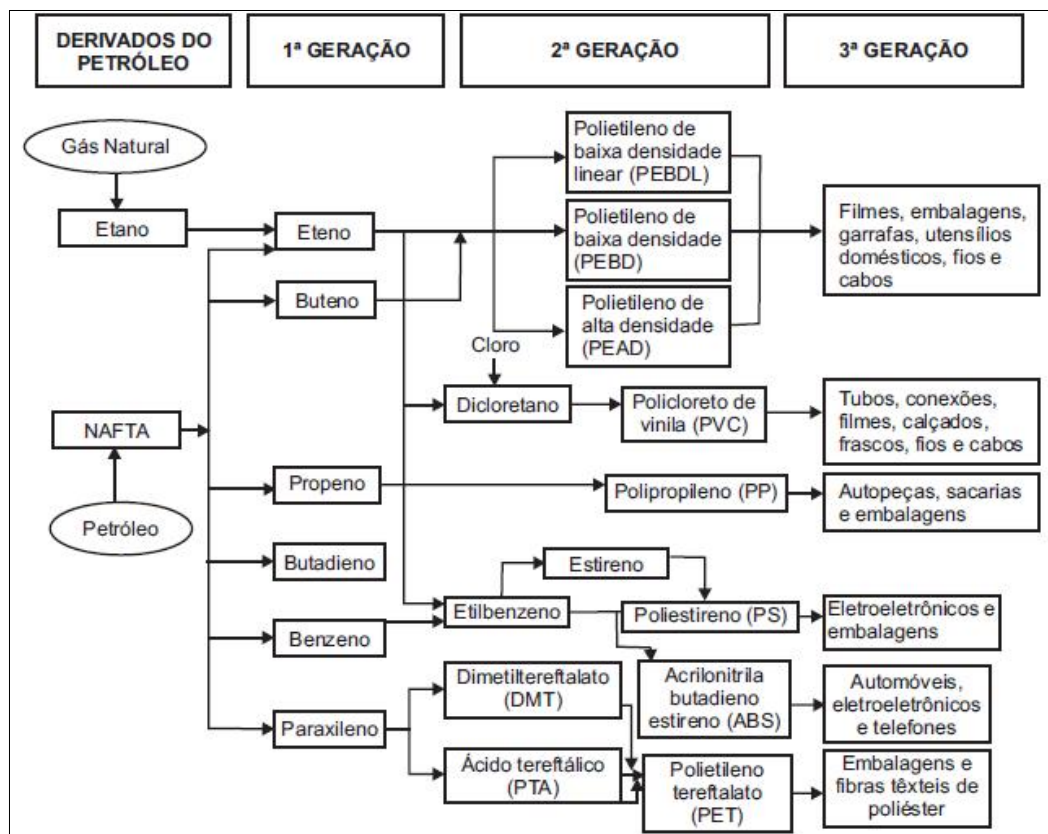 DERIVADOS DO
PETRÓLEO
1ª GERAÇÃO
2ª GERAÇÃO
3ª GERAÇÃO
Gás Natural
Etano
Eteno
Buteno
Polietileno de
baixa densidade
linear (PEBDL)
Polietileno de
baixa densidade
(PEBD)
Polietileno de
alta densidade
(PEAD)
Filmes, embalagens,
garrafas, utensílios
domésticos, fios e
cabos
Cloro
Dicloretano
Policloreto de
vinila (PVC)
Tubos, conexões,
filmes, calçados,
frascos, fios e cabos
NAFTA
Petróleo
Propeno
Polipropileno (PP)
Autopeças, sacarias
e embalagens
Butadieno
Estireno
Benzeno
Etilbenzeno
Poliestireno (PS)
Eletroeletrônicos e
embalagens
Paraxileno
Dimetiltereftalato
(DMT)
Acrilonitrila
butadieno
estireno (ABS)
Automóveis,
eletroeletrônicos
e telefones
Ácido tereftálico
(PTA)
Polietileno
tereftalato
(PET)
Embalagens e
fibras têxteis de
poliéster